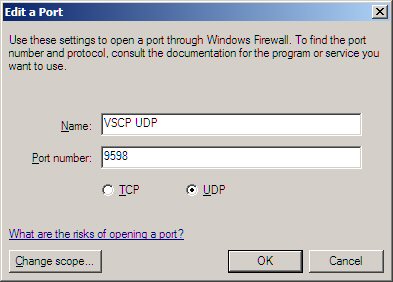 Edit a Port
Use these settings to open a port through Windows Firewall. To find the port
number and protocol, consult the documentation for the program or service you
want to use.
Name: VSCP UDP
Port number: 9598
TCP UDP
What are the risks of opening a port?
Change scope... OK Cancel